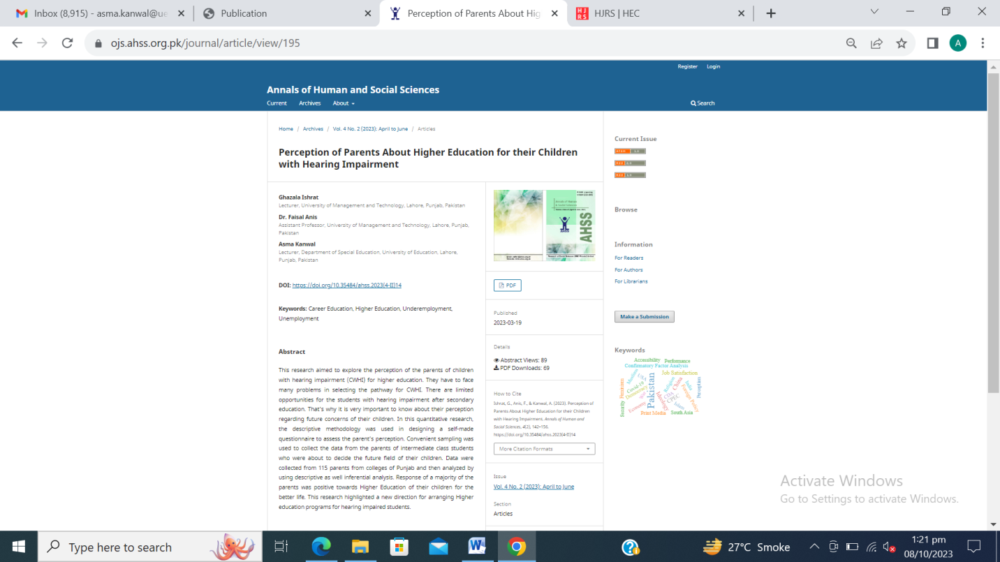 Inbox (8,915) - asma.kanwal@ue
Publication
Perception of Parents About Hig
HJRS | HEC
ojs.ahss.org.pk/journal/article/view/195
A
Register
Login
Annals of Human and Social Sciences
Current
Archives
About
Search
Home / Archives / Vol. 4 No. 2 (2023): April to June / Articles
Perception of Parents About Higher Education for their Children
with Hearing Impairment
Ghazala Ishrat
Lecturer, University of Management and Technology, Lahore, Punjab, Pakistan
Dr. Faisal Anis
Assistant Professor, University of Management and Technology, Lahore, Punjab,
Pakistan
Asma Kanwal
Lecturer, Department of Special Education, University of Education, Lahore,
Punjab, Pakistan
DOI: https://doi.org/10.35484/ahss.2023(4-II)14
Keywords: Career Education, Higher Education, Underemployment,
Unemployment
Abstract
This research aimed to explore the perception of the parents of children
with hearing impairment (CWHI) for higher education. They have to face
many problems in selecting the pathway for CWHI. There are limited
opportunities for the students with hearing impairment after secondary
education. That's why it is very important to know about their perception
regarding future concerns of their children. In this quantitative research,
the descriptive methodology was used in designing a self-made
questionnaire to assess the parent's perception. Convenient sampling was
used to collect the data from the parents of intermediate class students
who were about to decide the future field of their children. Data were
collected from 115 parents from colleges of Punjab and then analyzed by
using descriptive as well inferential analysis. Response of a majority of the
parents was positive towards Higher Education of their children for the
better life. This research highlighted a new direction for arranging Higher
education programs for hearing impaired students.
AHSS
AHSS
PDF
Published
2023-03-19
Details
Abstract Views: 89
PDF Downloads: 69
How to Cite
Ishrat, G., Anis, F., & Kanwal, A. (2023). Perception of
Parents About Higher Education for their Children
with Hearing Impairment. Annals of Human and
Social Sciences, 4(2), 142–156.
https://doi.org/10.35484/ahss.2023(4-II)14
More Citation Formats
Issue
Vol. 4 No. 2 (2023): April to June
Section
Articles
Current Issue
Browse
Information
For Readers
For Authors
For Librarians
Make a Submission
Keywords
Accessibility
Performance
Confirmatory Factor Analysis
Muslims
USA
Job Satisfaction
Feminism
Covid-19
Democracy
Pakistan
Religion
China
India
Perception
Ideology
CDA
CPEC
Foreign Policy
Security
Economy
Islam
Print Media
South Asia
Activate Windows
Go to Settings to activate Windows.
Type here to search
27°C Smoke
1:21 pm
08/10/2023